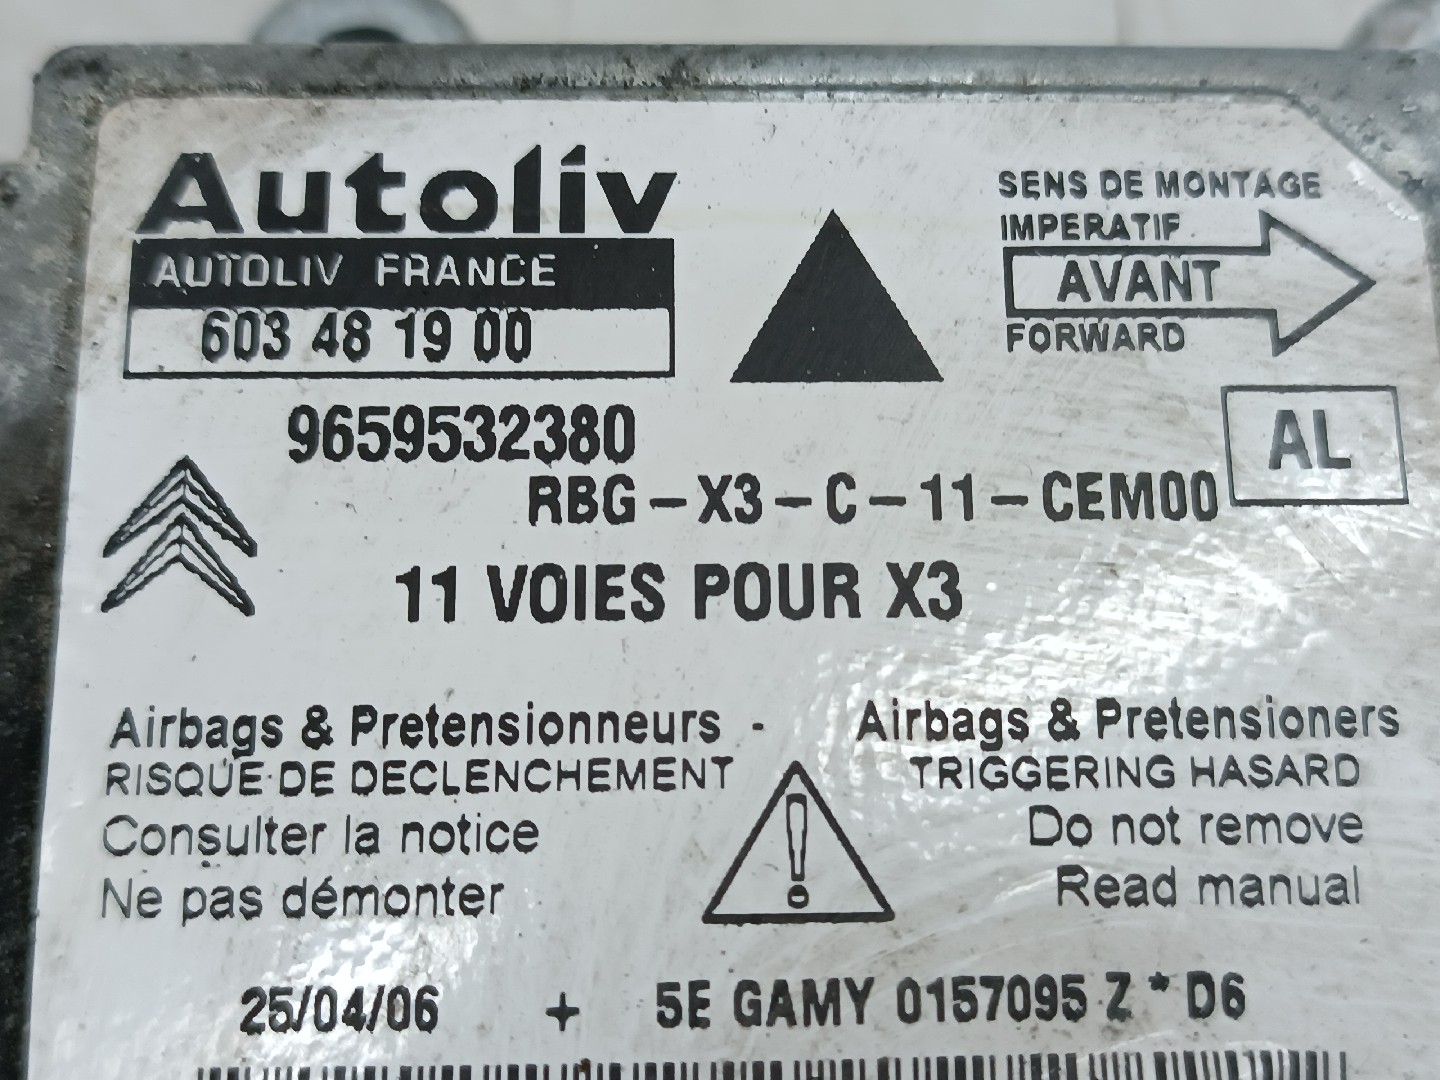 Autoliv
AUTOLIV FRANCE
603 48 19 00
SENS DE MONTAGE
IMPERATIF
AVANT
FORWARD
9659532380
AL
RBG-X3-C-11-CEM00
11 VOIES POUR X3
Airbags & Pretensionneurs - Airbags & Pretensioners
RISQUE DE DECLENCHEMENT TRIGGERING HASARD
Consulter la notice Do not remove
Ne pas démonter Read manual
25/04/06 + 5E GAMY 0157095 Z * D6